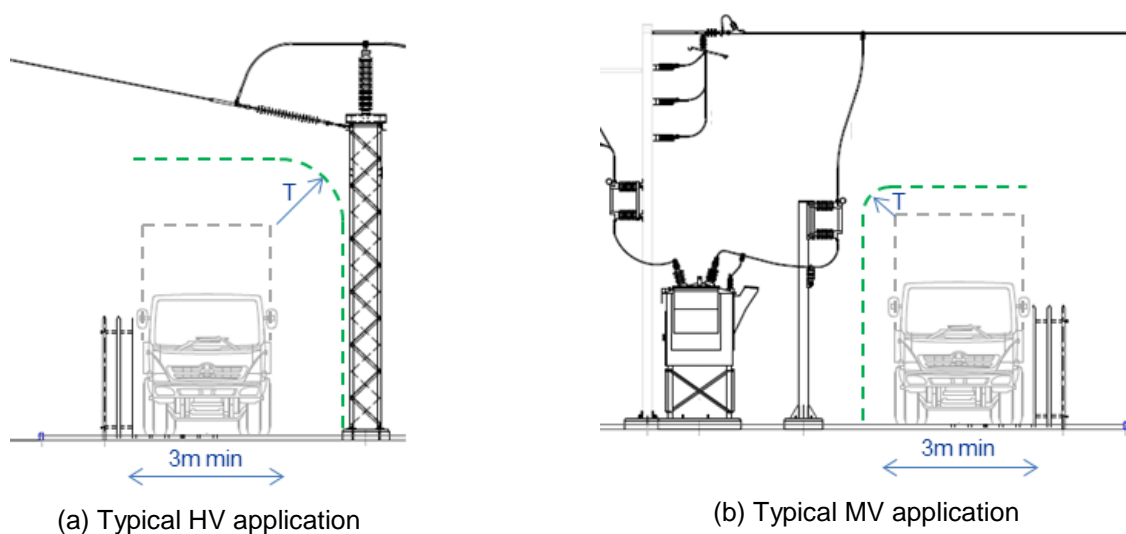 T
T
3m min
3m min
(a) Typical HV application
(b) Typical MV application